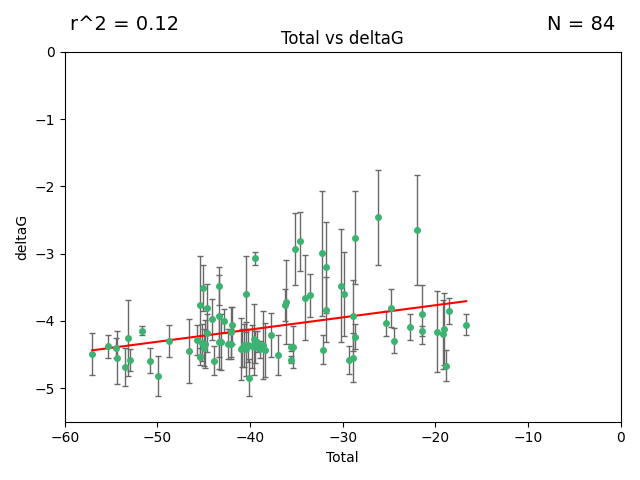 r^2 = 0.12
N = 84
Total vs deltaG
deltaG
0
−1
−2
−3
−4
−5
−60 −50 −40 −30 −20 −10 0
Total